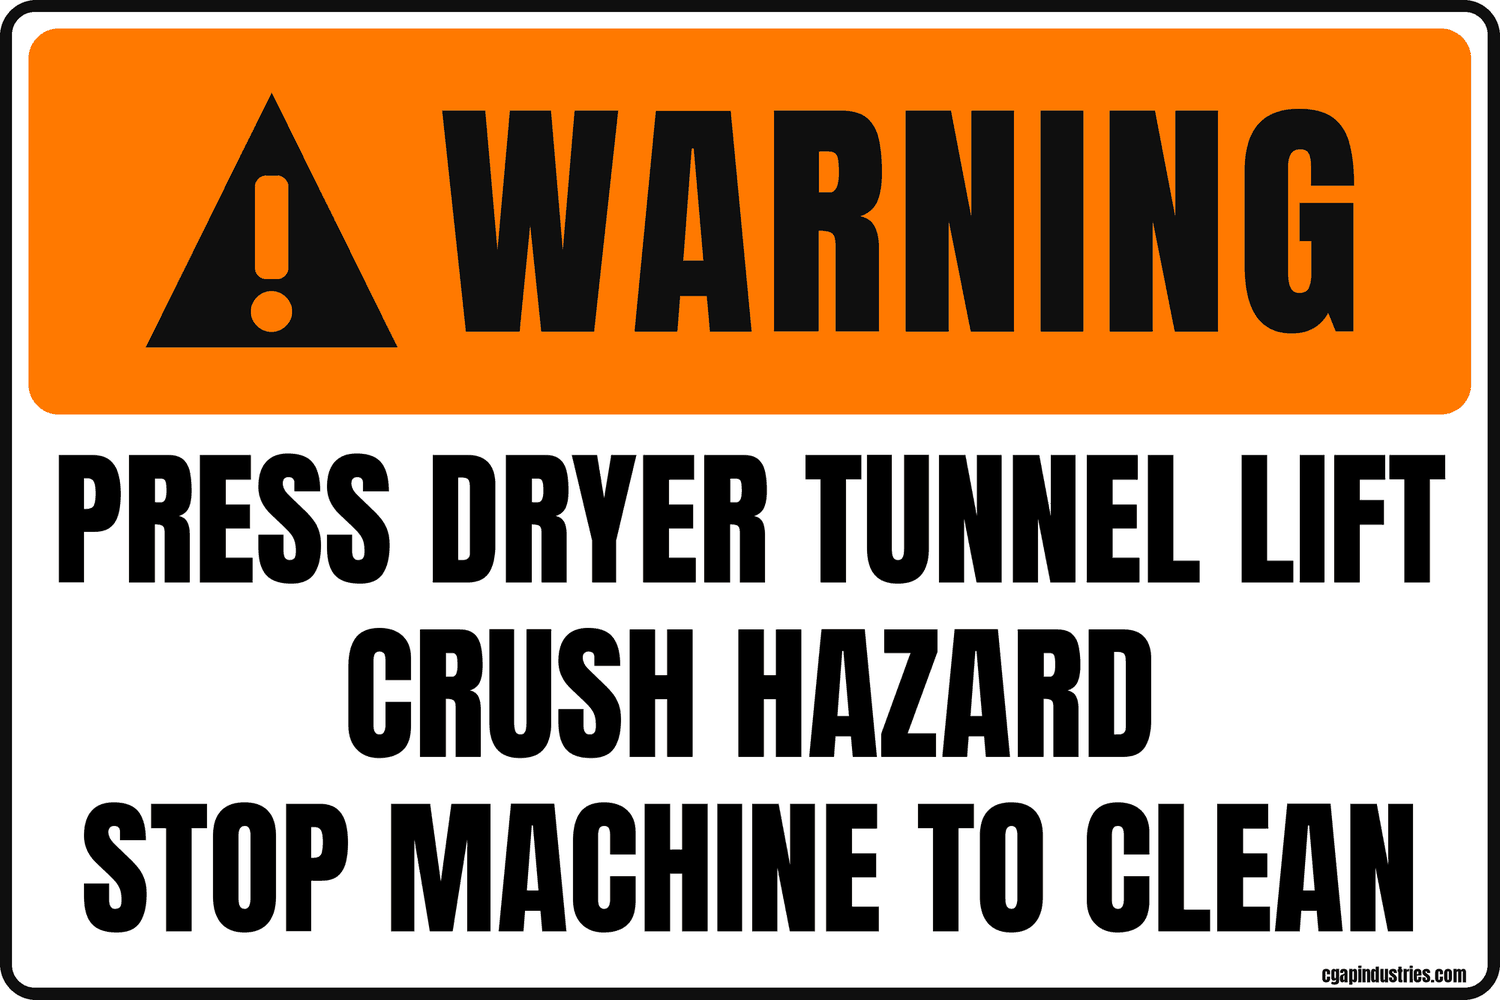 WARNING
PRESS DRYER TUNNEL LIFT
CRUSH HAZARD
STOP MACHINE TO CLEAN
cgapindustries.com